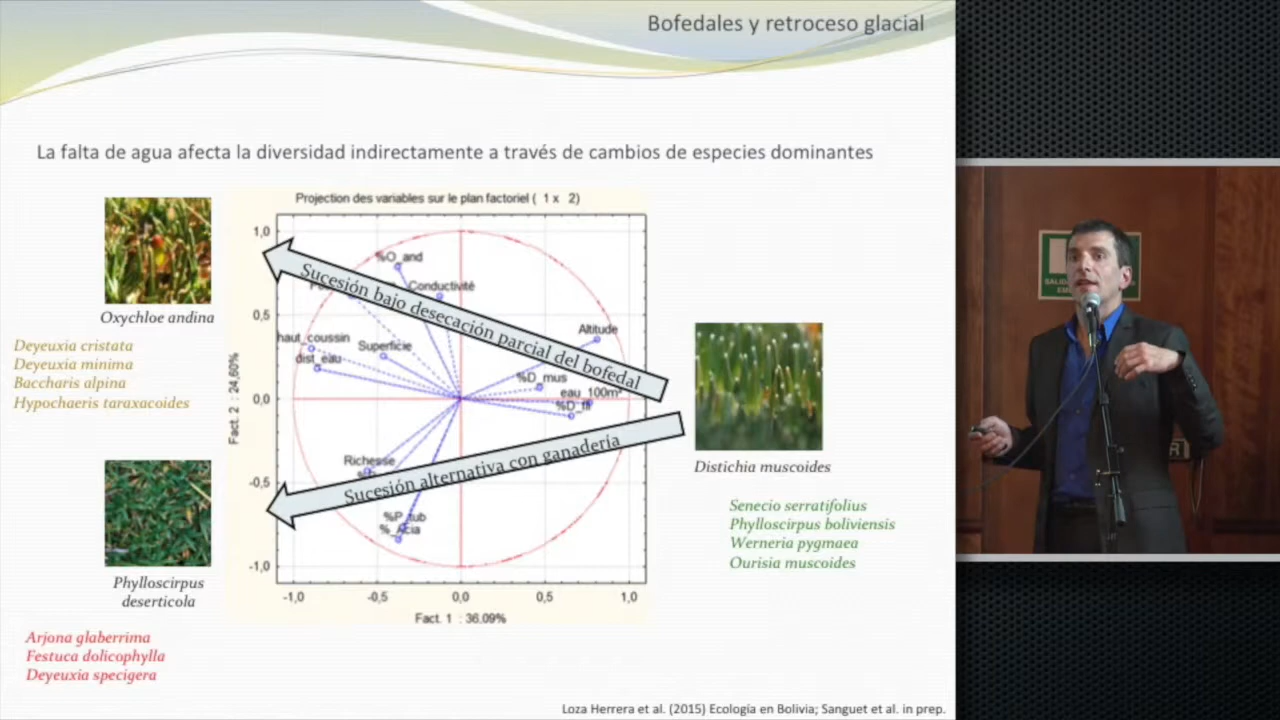 Bofedales y retroceso glacial
La falta de agua afecta la diversidad indirectamente a través de cambios de especies dominantes
Projection des variables sur le plan factoriel ( 1 x 2)
1,0
0,5
0,0
-0,5
-1,0
Fact. 2 : 24,60%
%O_and
Conductivité
Altitude
haut_coussin
Superficie
dist_eau
%D_mus
eau_100m²
Richesse
%P_tub
%_Acia
Sucesión bajo desecación parcial del bofedal
Sucesión alternativa con ganadería
-1,0
-0,5
0,0
0,5
1,0
Fact. 1 : 36,09%
Oxychloe andina
Deyeuxia cristata
Deyeuxia minima
Baccharis alpina
Hypochaeris taraxacoides
Phylloscirpus
deserticola
Arjona glaberrima
Festuca dolicophylla
Deyeuxia specigera
Distichia muscoides
Senecio serratifolius
Phylloscirpus boliviensis
Werneria pygmaea
Ourisia muscoides
Loza Herrera et al. (2015) Ecología en Bolivia; Sanguet et al. in prep.